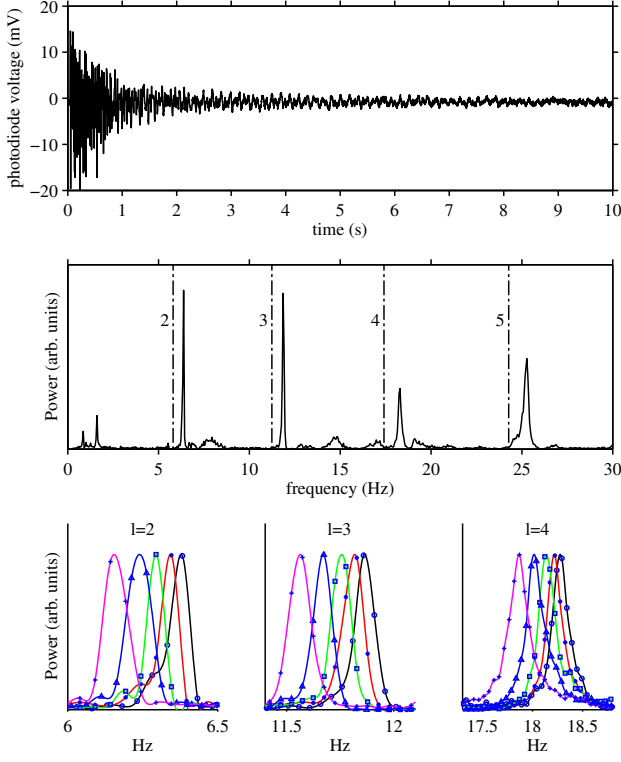 20
10
0
−10
−20
photodiode voltage (mV)
0 1 2 3 4 5 6 7 8 9 10
time (s)
Power (arb. units)
2 3 4 5
0 5 10 15 20 25 30
frequency (Hz)
l=2 l=3 l=4
Power (arb. units)
6 6.5 11.5 12 17.5 18 18.5
Hz Hz Hz